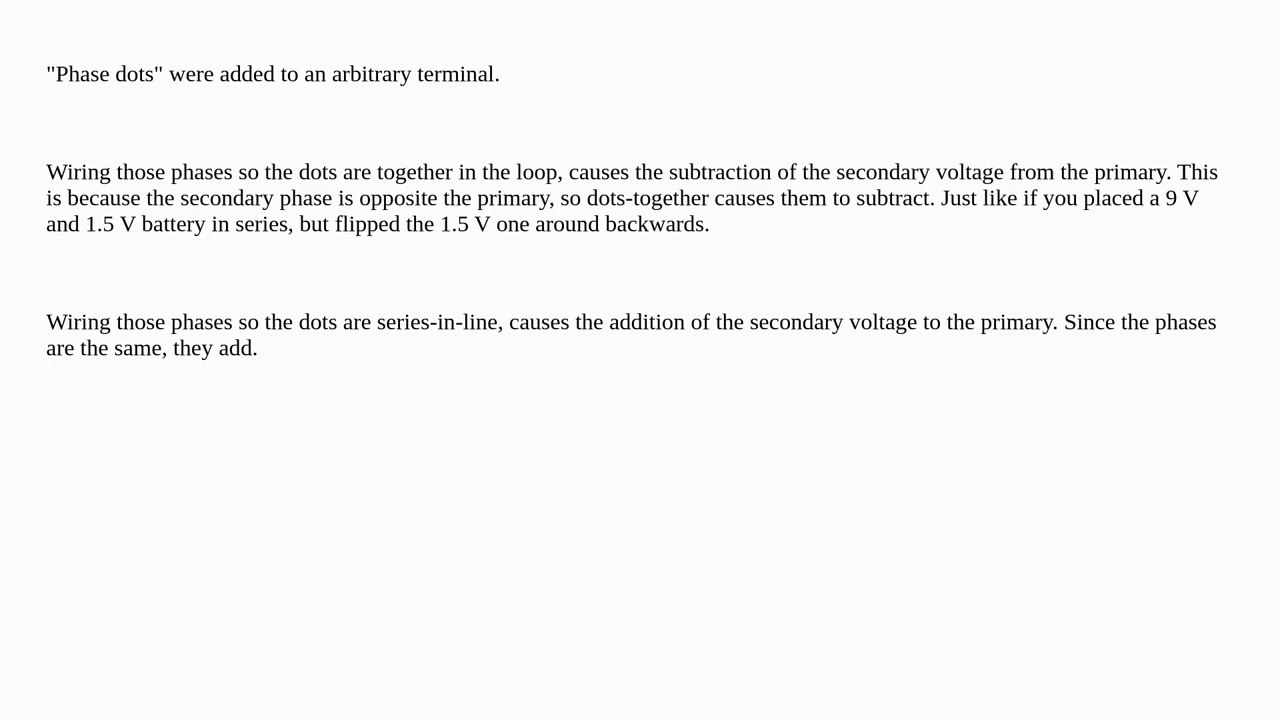 "Phase dots" were added to an arbitrary terminal.
Wiring those phases so the dots are together in the loop, causes the subtraction of the secondary voltage from the primary. This
is because the secondary phase is opposite the primary, so dots-together causes them to subtract. Just like if you placed a 9 V
and 1.5 V battery in series, but flipped the 1.5 V one around backwards.
Wiring those phases so the dots are series-in-line, causes the addition of the secondary voltage to the primary. Since the phases
are the same, they add.